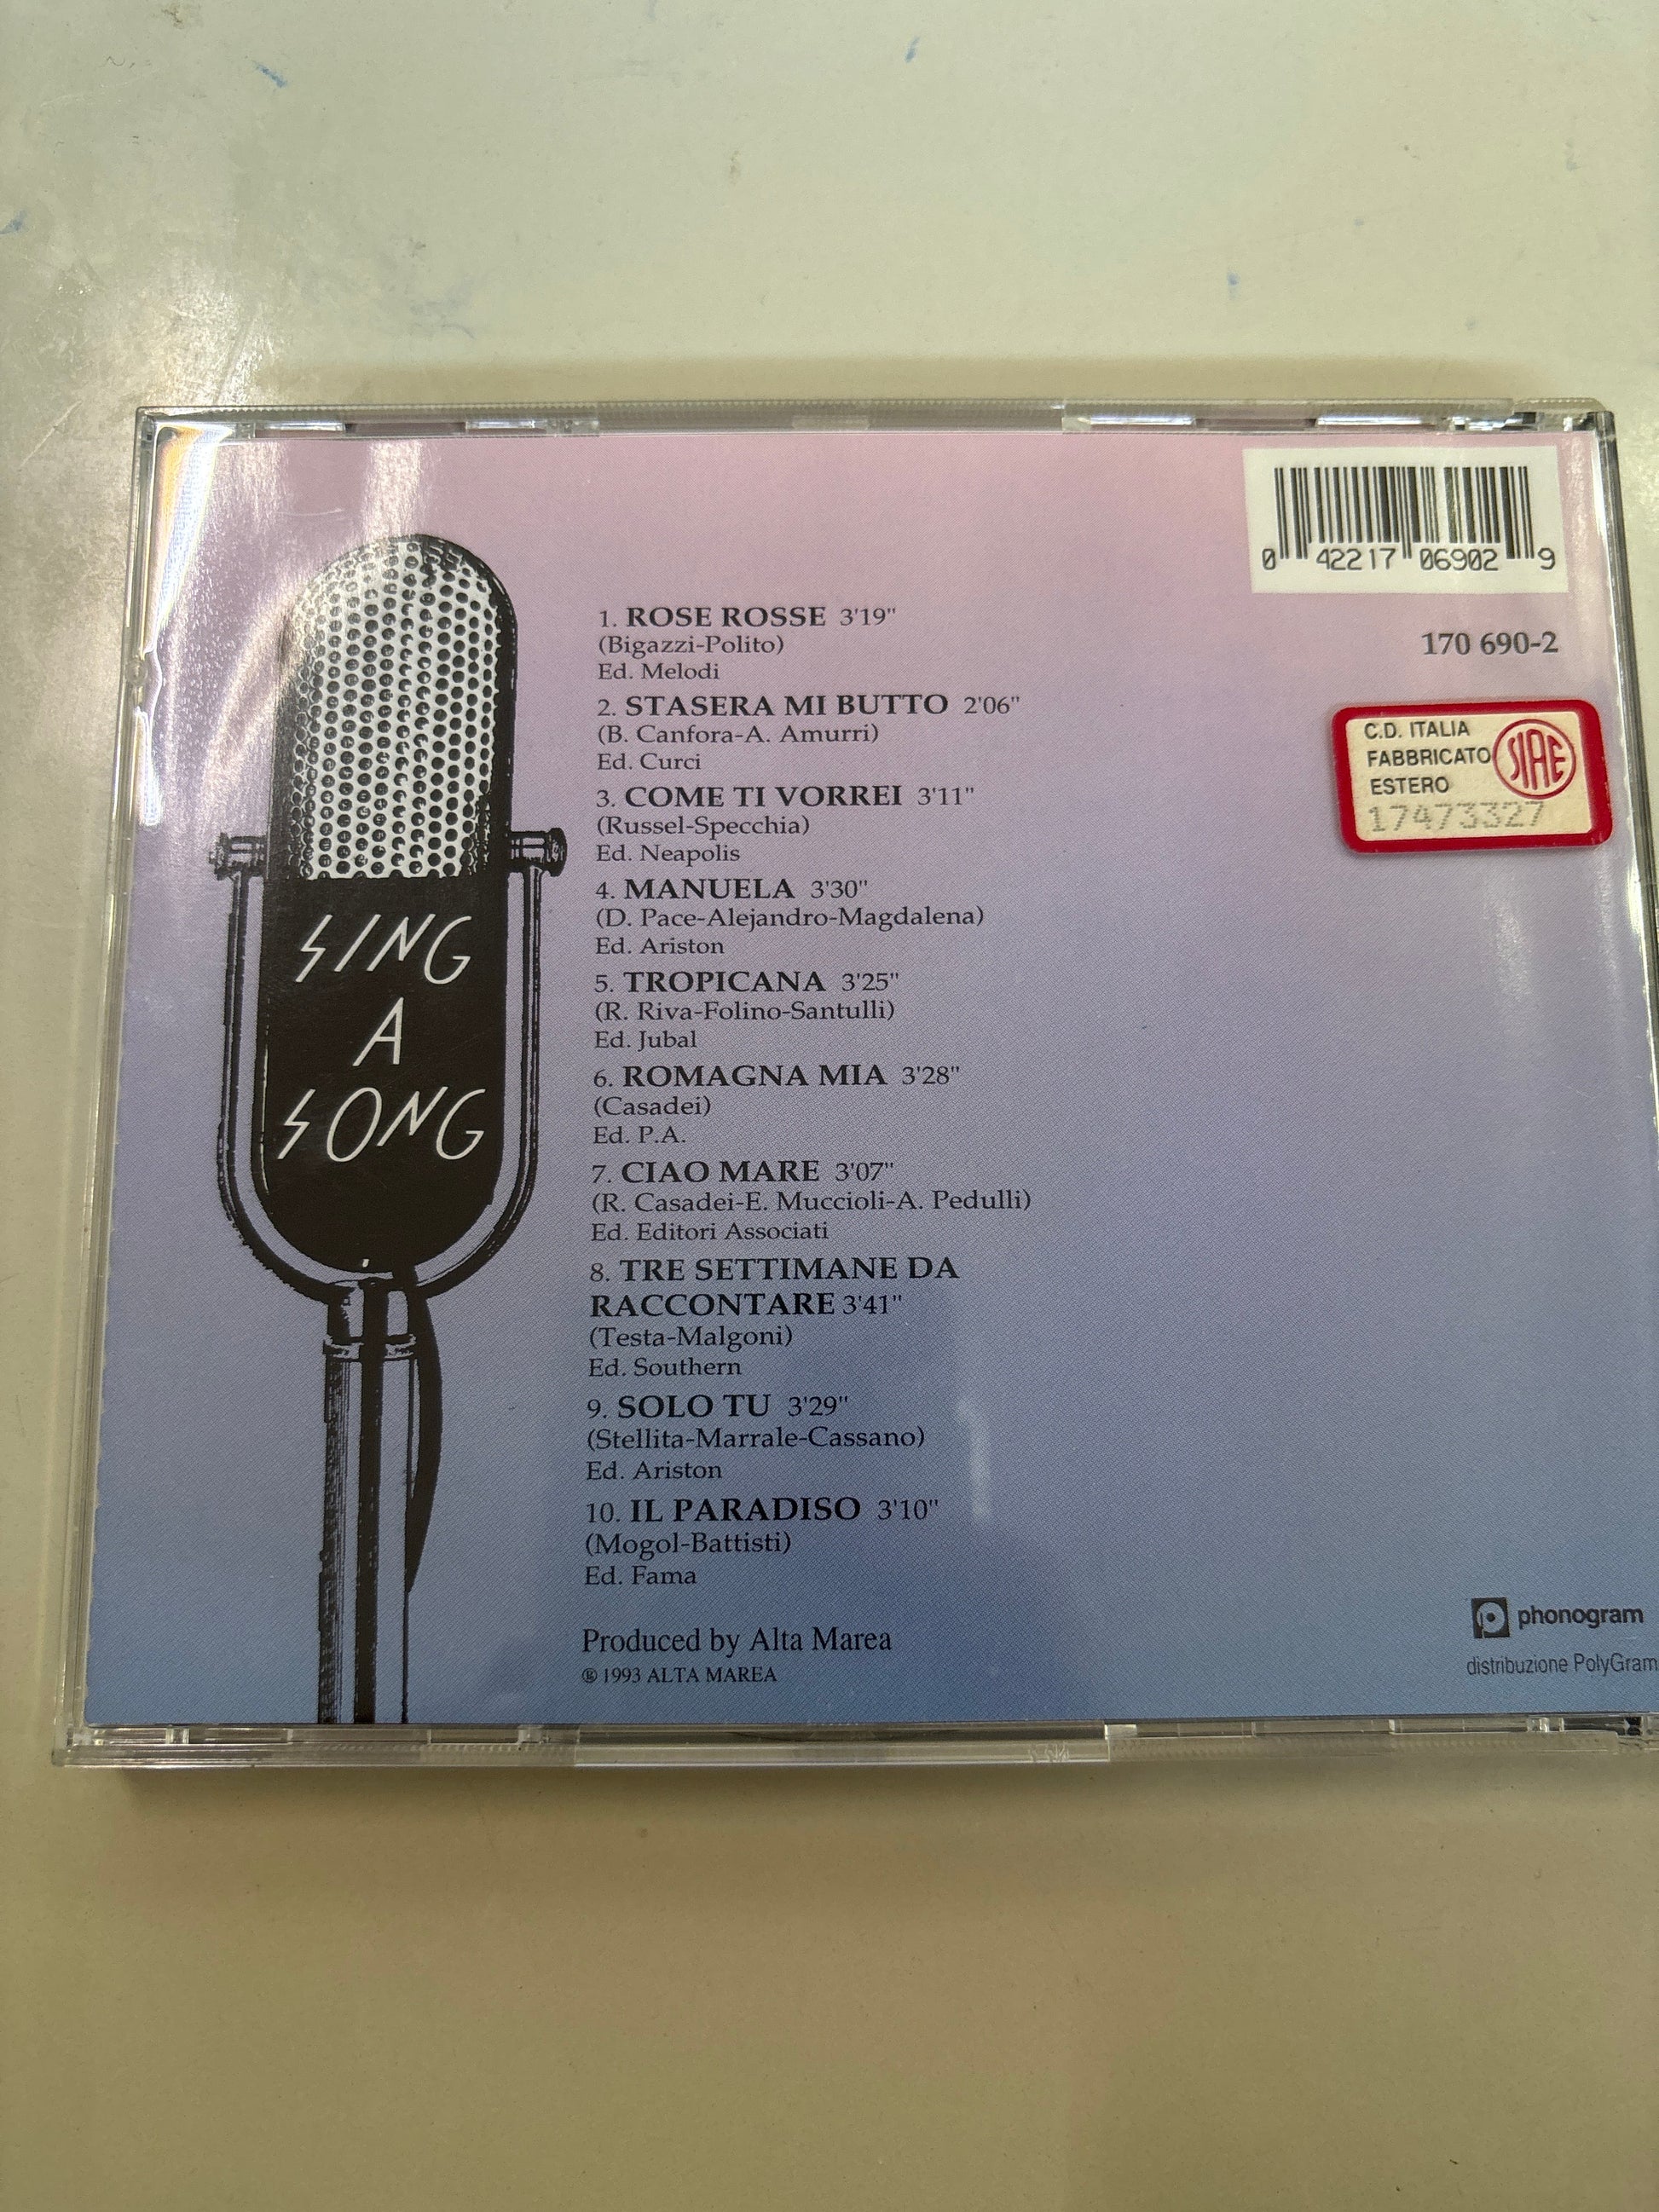 SING
A
SONG
1. ROSE ROSSE 3'19"
(Bigazzi-Polito)
Ed. Melodi
2. STASERA MI BUTTO 2'06"
(B. Canfora-A. Amurri)
Ed. Curci
3. COME TI VORREI 3'11"
(Russel-Specchia)
Ed. Neapolis
4. MANUELA 3'30"
(D. Pace-Alejandro-Magdalena)
Ed. Ariston
5. TROPICANA 3'25"
(R. Riva-Folino-Santulli)
Ed. Jubal
6. ROMAGNA MIA 3'28"
(Casadei)
Ed. P.A.
7. CIAO MARE 3'07"
(R. Casadei-E. Muccioli-A. Pedulli)
Ed. Editori Associati
8. TRE SETTIMANE DA
RACCONTARE 3'41"
(Testa-Malgoni)
Ed. Southern
9. SOLO TU 3'29"
(Stellita-Marrale-Cassano)
Ed. Ariston
10. IL PARADISO 3'10"
(Mogol-Battisti)
Ed. Fama
Produced by Alta Marea
℗ 1993 ALTA MAREA
0 42217 06902 9
170 690-2
C.D. ITALIA
FABBRICATO
ESTERO
SIAE
17473327
phonogram
distribuzione PolyGram